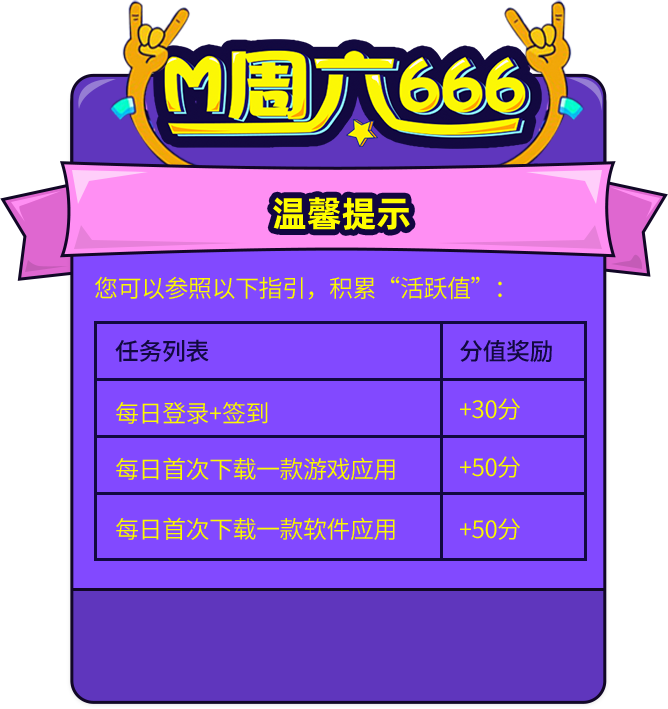 M周六666
温馨提示
您可以参照以下指引，积累“活跃值”：
任务列表 分值奖励
每日登录+签到 +30分
每日首次下载一款游戏应用 +50分
每日首次下载一款软件应用 +50分